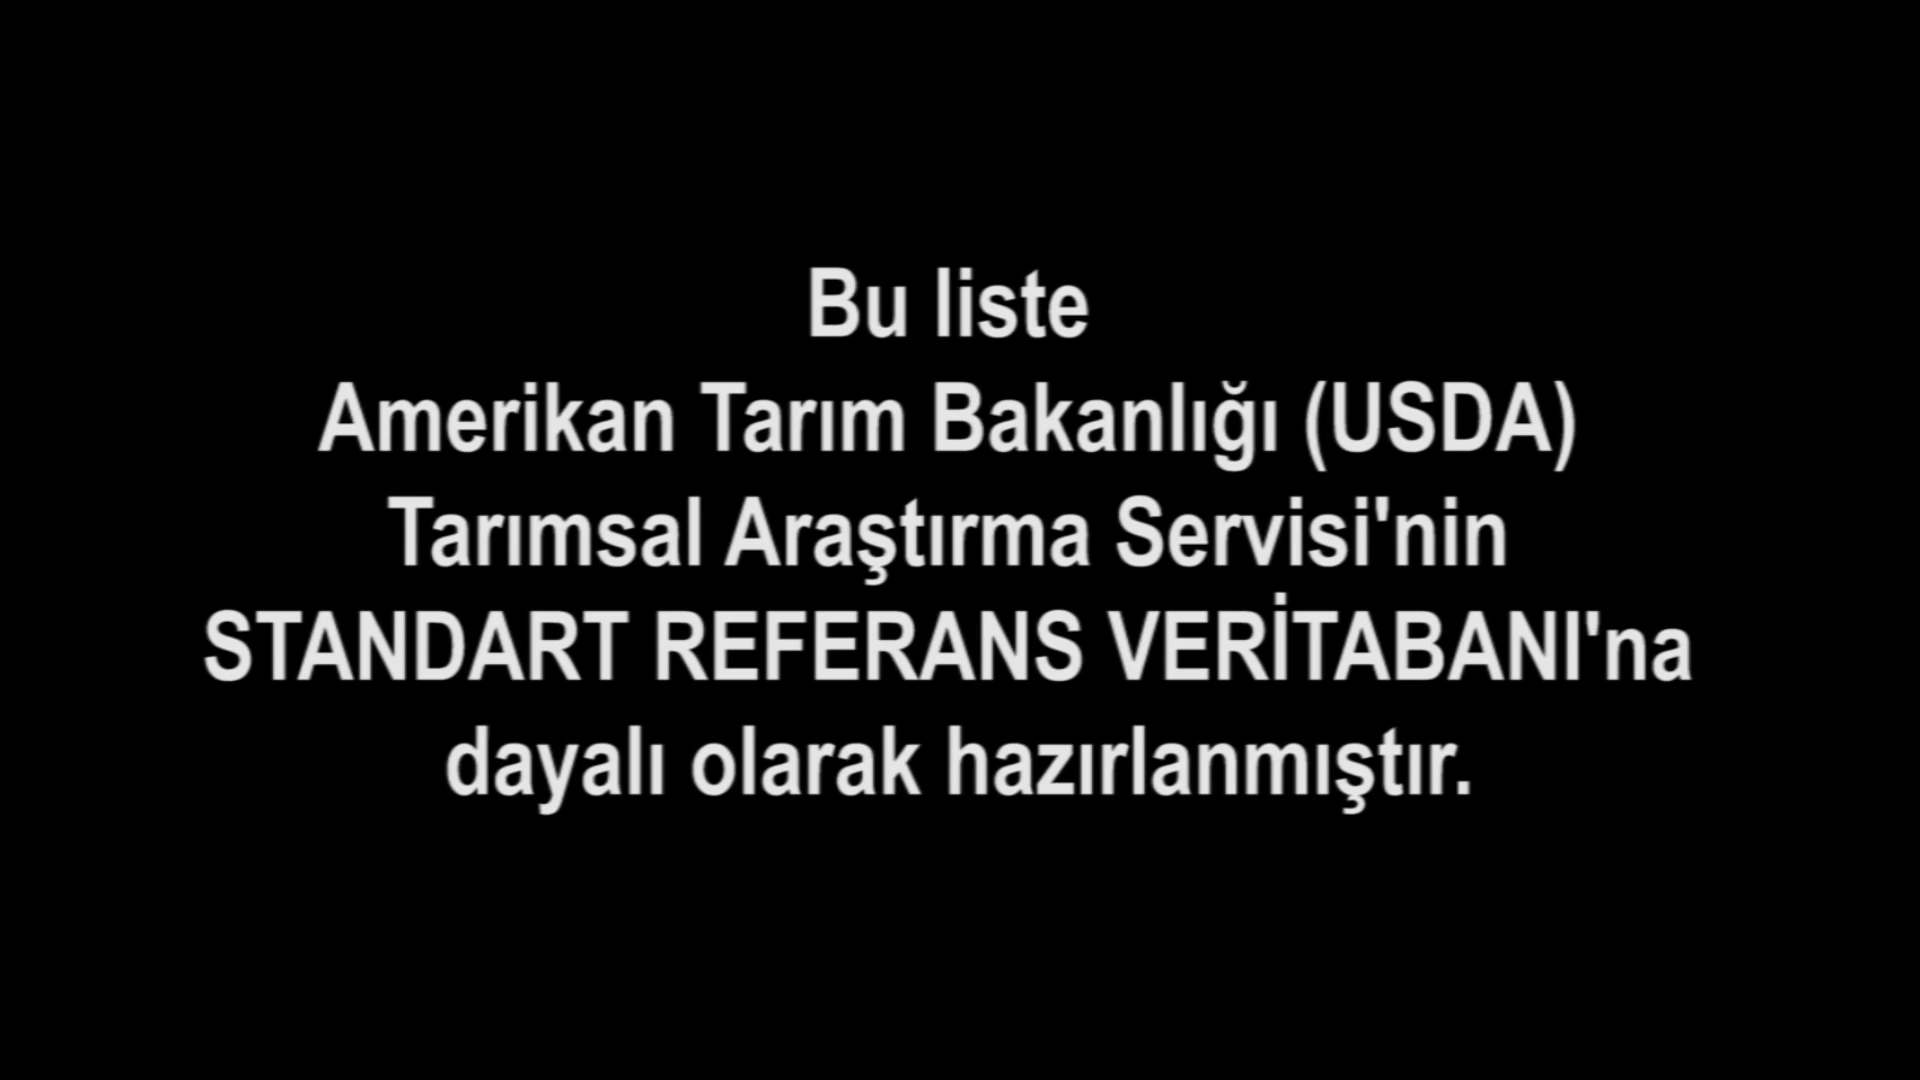 Bu liste
Amerikan Tarım Bakanlığı (USDA)
Tarımsal Araştırma Servisi'nin
STANDART REFERANS VERİTABANI'na
dayalı olarak hazırlanmıştır.